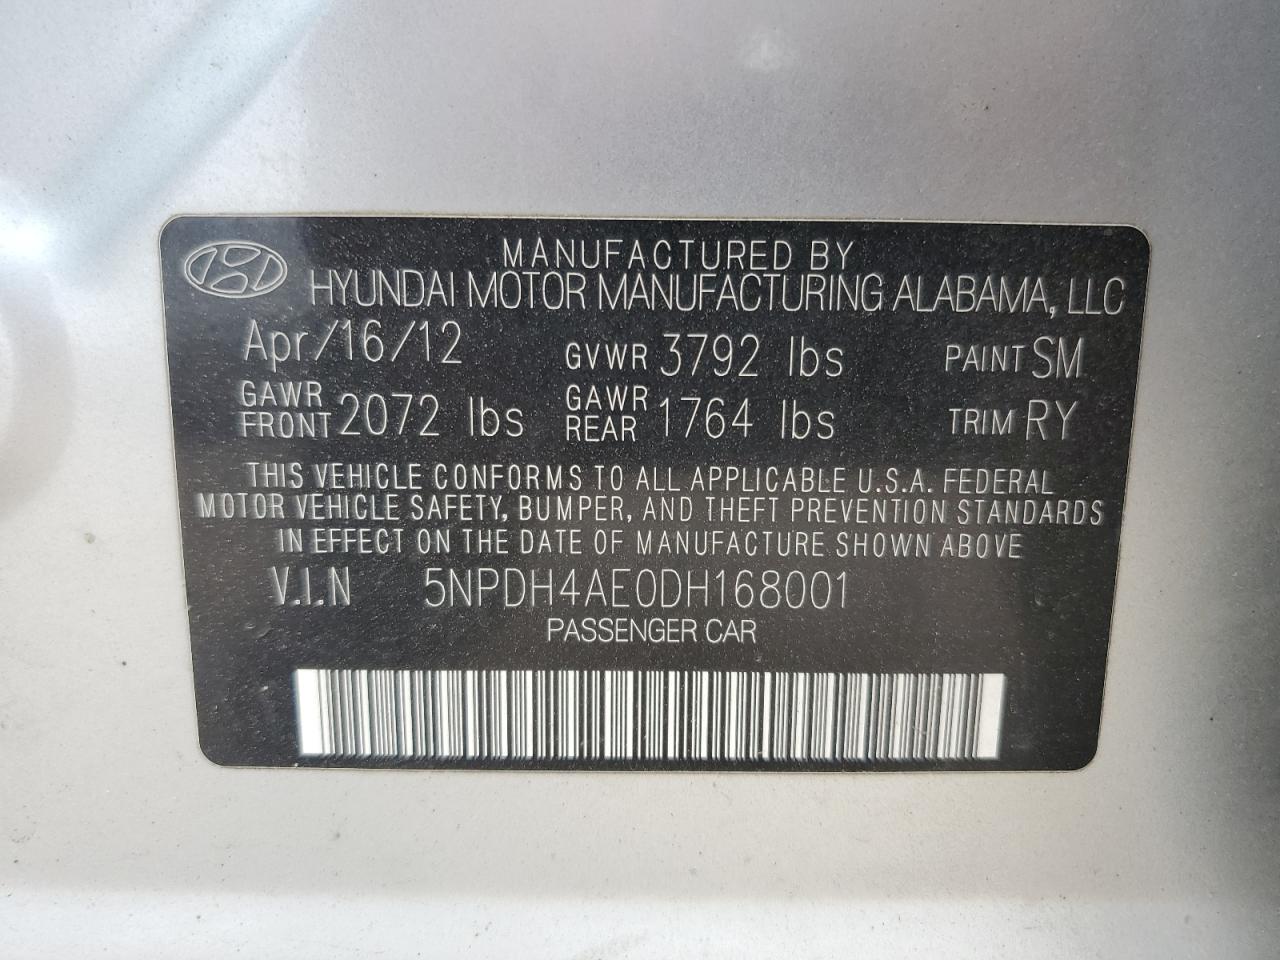 MANUFACTURED BY
HYUNDAI MOTOR MANUFACTURING ALABAMA, LLC
Apr/16/12 GVWR 3792 lbs PAINT SM
GAWR FRONT 2072 lbs GAWR REAR 1764 lbs TRIM RY
THIS VEHICLE CONFORMS TO ALL APPLICABLE U.S.A. FEDERAL
MOTOR VEHICLE SAFETY, BUMPER, AND THEFT PREVENTION STANDARDS
IN EFFECT ON THE DATE OF MANUFACTURE SHOWN ABOVE
V.I.N 5NPDH4AE0DH168001
PASSENGER CAR